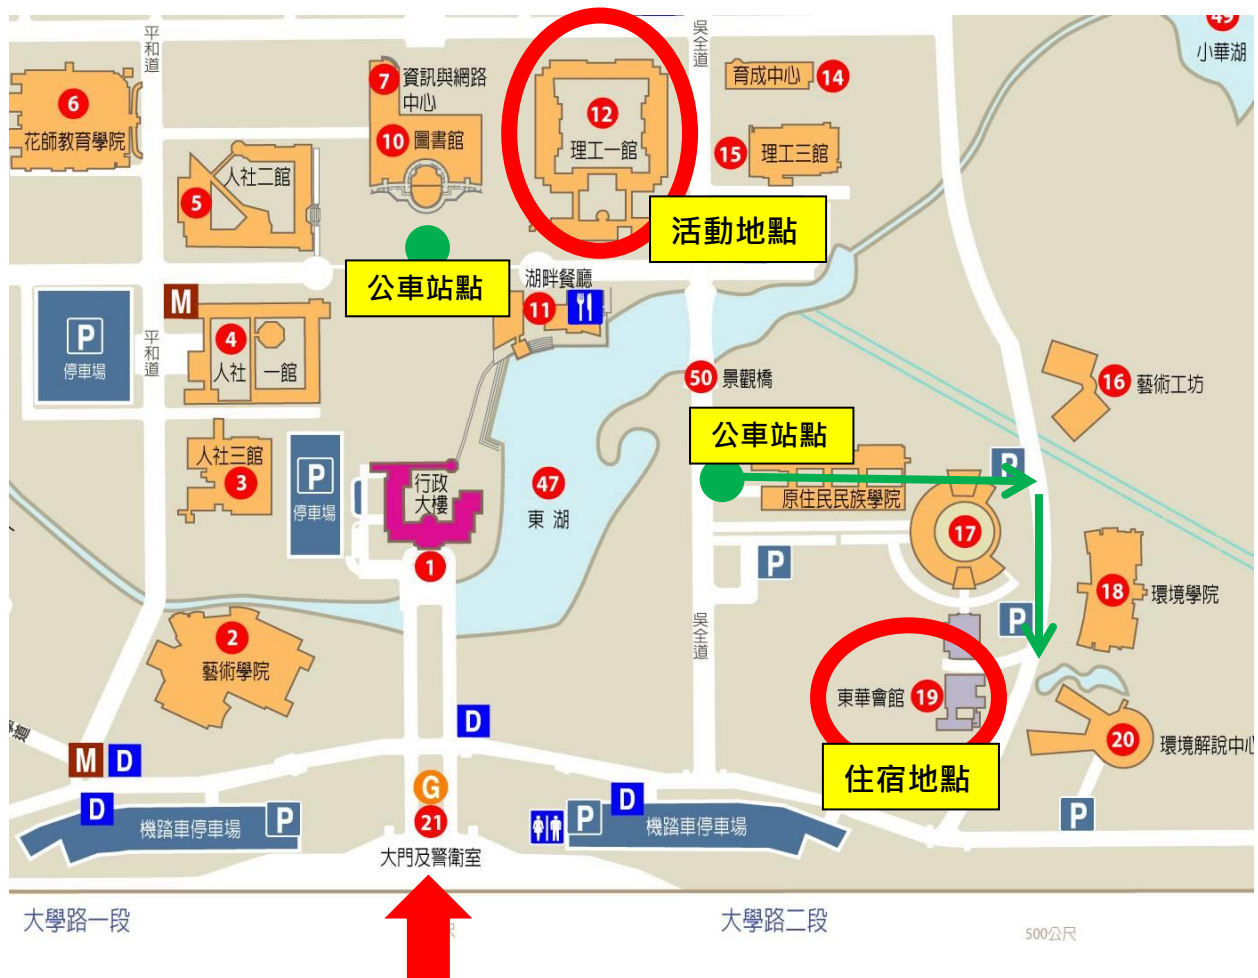 平和道
吳全道
49
小華湖
6
花師教育學院
7
資訊與網路
中心
10
圖書館
12
理工一館
育成中心
14
15
理工三館
5
人社二館
活動地點
公車站點
湖畔餐廳
11
M
P
停車場
平和道
4
人社
一館
50
景觀橋
16
藝術工坊
公車站點
人社三館
3
P
停車場
行政
大樓
1
47
東湖
原住民民族學院
P
17
P
18
環境學院
P
2
藝術學院
吳全道
東華會館
19
住宿地點
20
環境解說中心
D
M
D
D
機踏車停車場
P
G
21
大門及警衛室
P
D
機踏車停車場
P
大學路一段
大學路二段
500公尺